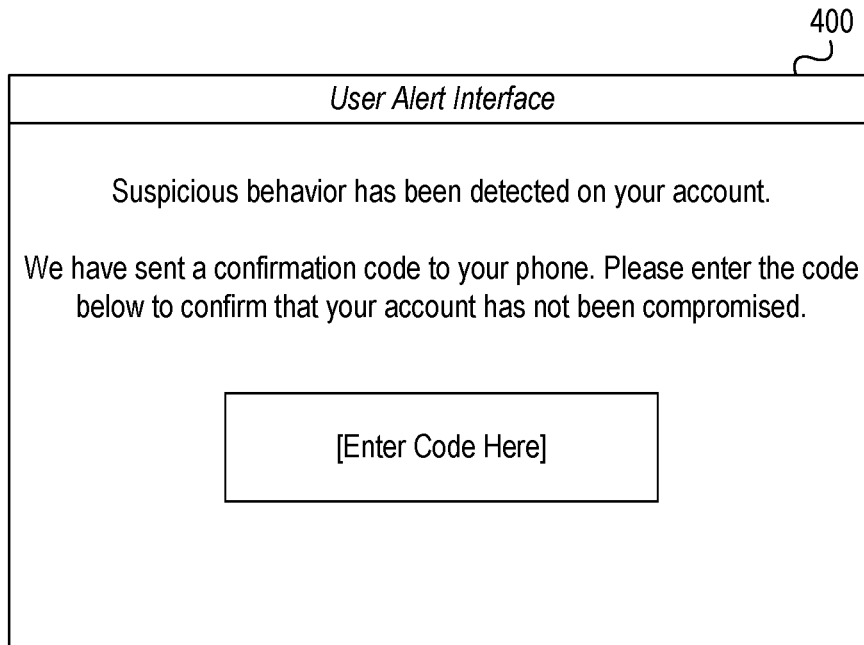 400
User Alert Interface
Suspicious behavior has been detected on your account.
We have sent a confirmation code to your phone. Please enter the code
below to confirm that your account has not been compromised.
[Enter Code Here]